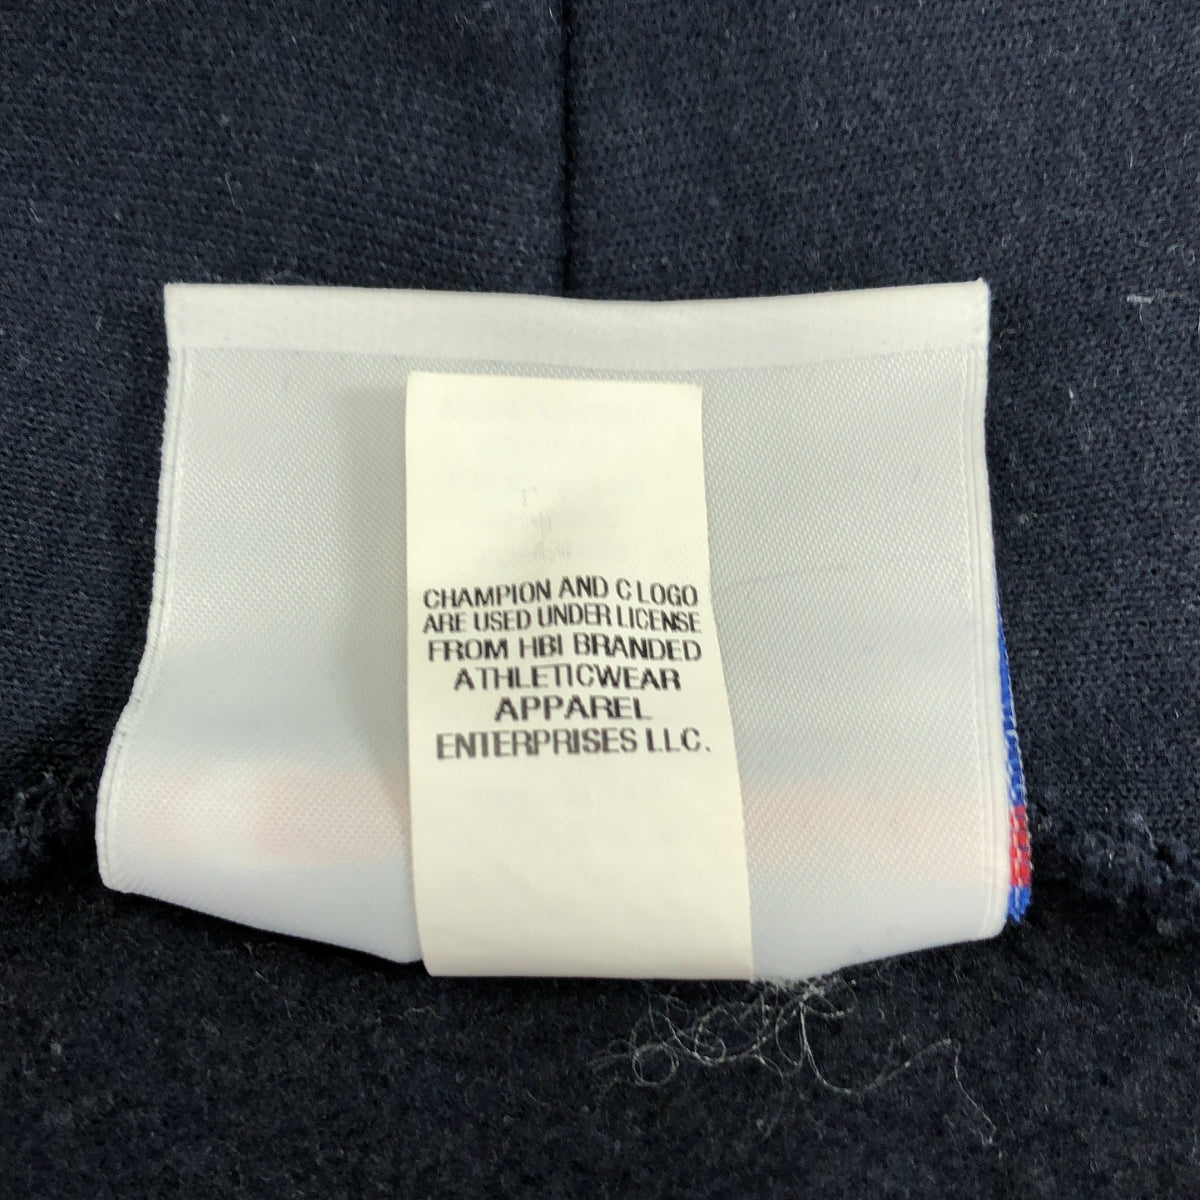 CHAMPION AND C LOGO
ARE USED UNDER LICENSE
FROM HBI BRANDED
ATHLETICWEAR
APPAREL
ENTERPRISES LLC.